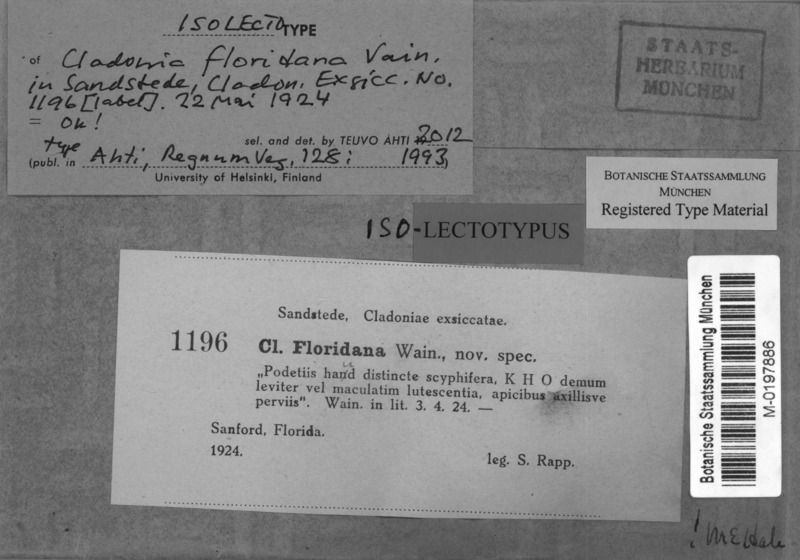 ISOLECTOTYPE
of Cladonia floridana Vain.
in Sandstede, Cladon. Exsicc. No.
1196 [label]. 22 Mai 1924
= OK!
sel. and det. by TEUVO AHTI 2012
type
(publ. in Ahti, Regnum Veg. 128: 1993)
University of Helsinki, Finland
STAATS-
HERBARIUM
MÜNCHEN
BOTANISCHE STAATSSAMMLUNG
MÜNCHEN
Registered Type Material
ISO-LECTOTYPUS
Sandstede, Cladoniae exsiccatae.
1196 Cl. Floridana Wain., nov. spec.
„Podetiis haud distincte scyphifera, K H O demum
leviter vel maculatim lutescentia, apicibus axillisve
perviis". Wain. in lit. 3. 4. 24. —
Sanford, Florida.
1924.
leg. S. Rapp.
Botanische Staatssammlung München
M-0197886
! M E Hale